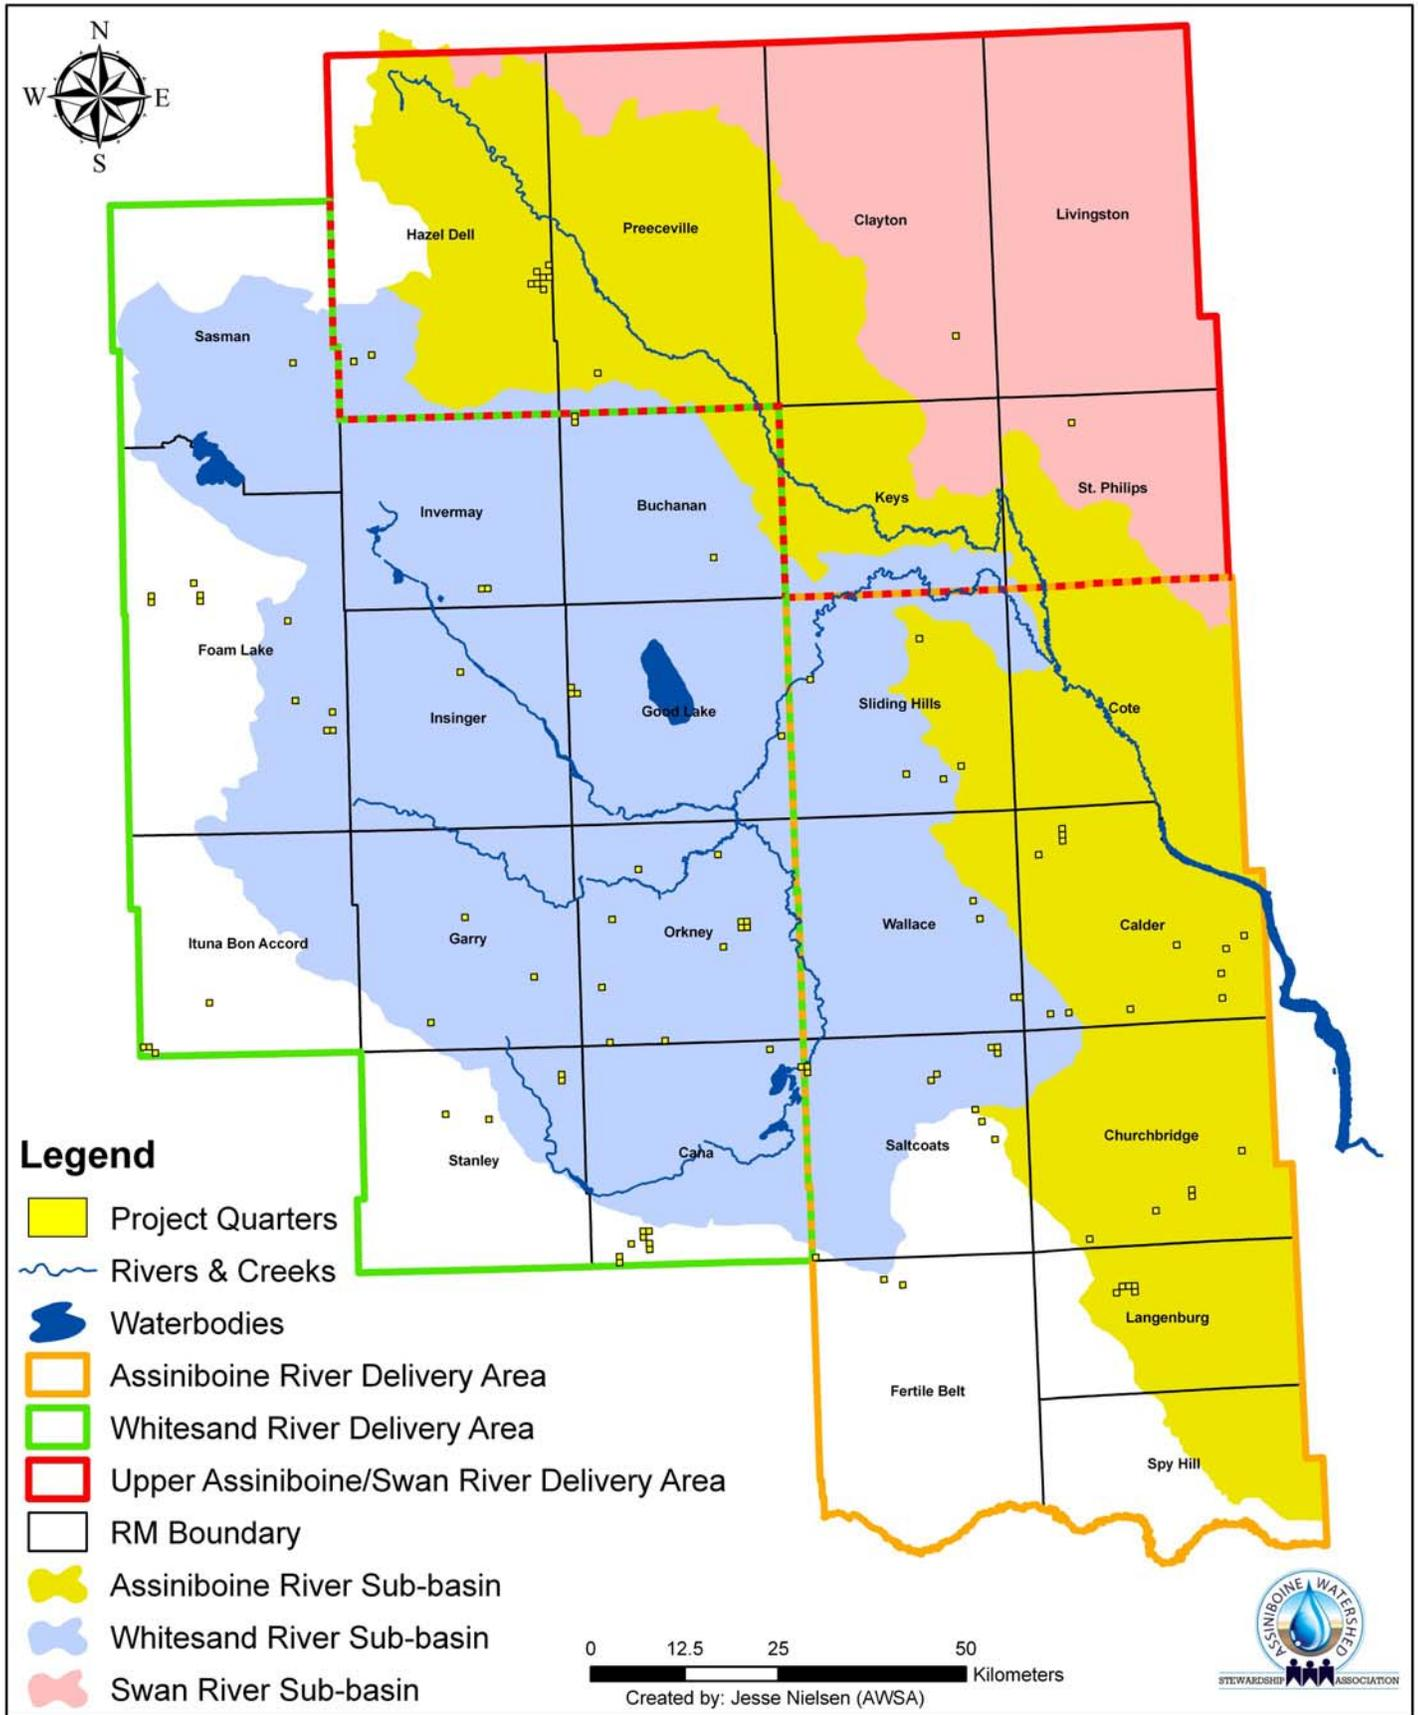 N
W E
S
Hazel Dell
Preeceville
Clayton
Livingston
Sasman
Invermay
Buchanan
Keys
St. Philips
Foam Lake
Insinger
Good Lake
Sliding Hills
Cote
Ituna Bon Accord
Garry
Orkney
Wallace
Calder
Stanley
Cana
Saltcoats
Churchbridge
Langenburg
Fertile Belt
Spy Hill
Legend
Project Quarters
Rivers & Creeks
Waterbodies
Assiniboine River Delivery Area
Whitesand River Delivery Area
Upper Assiniboine/Swan River Delivery Area
RM Boundary
Assiniboine River Sub-basin
Whitesand River Sub-basin
Swan River Sub-basin
0 12.5 25 50
Kilometers
Created by: Jesse Nielsen (AWSA)
ASSINIBOINE WATERSHED
STEWARDSHIP ASSOCIATION